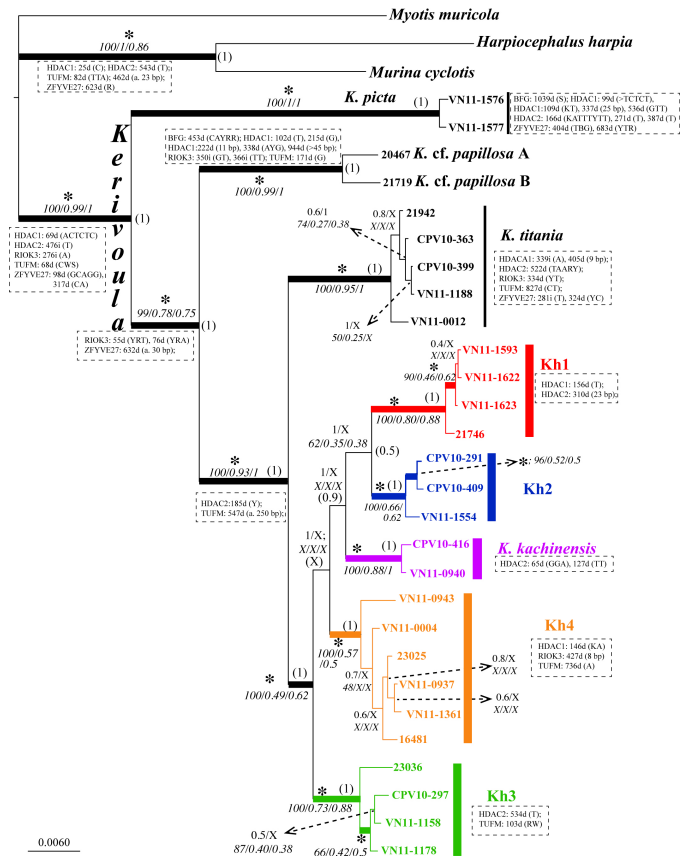 Myotis muricola
*
100/1/0.86
(1)
Harpiocephalus harpia
Murina cyclotis
HDAC1: 25d (C); HDAC2: 543d (T);
TUFM: 82d (TTA); 462d (a. 23 bp);
ZFYVE27: 623d (R)
*
100/1/1
K. picta
(1)
VN11-1576
VN11-1577
BFG: 1039d (S); HDAC1: 99d (>TCTCT),
HDAC1:109d (KT), 337d (25 bp), 536d (GTT)
HDAC2: 166d (KATTTYTT), 271d (T), 387d (T)
ZFYVE27: 404d (TBG), 683d (YTR)
Kerivoula
BFG: 453d (CAYRR); HDAC1: 102d (T), 215d (G),
HDAC1:222d (11 bp), 338d (AYG), 944d (>45 bp);
RIOK3: 350i (GT), 366i (TT); TUFM: 171d (G)
*
100/0.99/1
(1)
20467 K. cf. papillosa A
21719 K. cf. papillosa B
*
100/0.99/1
(1)
HDAC1: 69d (ACTCTC)
HDAC2: 476i (T)
RIOK3: 276i (A)
TUFM: 68d (CWS)
ZFYVE27: 98d (GCAGG),
317d (CA)
0.6/1
74/0.27/0.38
0.8/X
X/X/X
21942
CPV10-363
CPV10-399
VN11-1188
VN11-0012
K. titania
HDACA1: 339i (A), 405d (9 bp);
HDAC2: 522d (TAARY),
RIOK3: 334d (YT);
TUFM: 827d (CT);
ZFYVE27: 281i (T), 324d (YC)
*
100/0.95/1
(1)
1/X
50/0.25/X
*
99/0.78/0.75
(1)
RIOK3: 55d (YRT), 76d (YRA)
ZFYVE27: 632d (a. 30 bp);
0.4/X
X/X/X
VN11-1593
*
90/0.46/0.62
VN11-1622
VN11-1623
21746
Kh1
HDAC1: 156d (T);
HDAC2: 310d (23 bp)
*
(1)
100/0.80/0.88
1/X
62/0.35/0.38
(0.5)
CPV10-291
*: 96/0.52/0.5
CPV10-409
VN11-1554
Kh2
*
(1)
100/0.66/
0.62
*
100/0.93/1
(1)
HDAC2:185d (Y);
TUFM: 547d (a. 250 bp)
1/X
X/X/X
(0.9)
1/X;
X/X/X
(X)
*
(1)
100/0.88/1
CPV10-416
VN11-0940
K. kachinensis
HDAC2: 65d (GGA), 127d (TT)
VN11-0943
VN11-0004
23025
VN11-0937
VN11-1361
16481
Kh4
HDAC1: 146d (KA)
RIOK3: 427d (8 bp)
TUFM: 736d (A)
*
(1)
100/0.57
/0.5
0.7/X
48/X/X
0.8/X
X/X/X
0.6/X
X/X/X
0.6/X
X/X/X
*
(1)
100/0.49/0.62
23036
CPV10-297
VN11-1158
VN11-1178
Kh3
HDAC2: 534d (T);
TUFM: 103d (RW)
*
(1)
100/0.73/0.88
0.5/X
87/0.40/0.38
*
66/0.42/0.5
0.0060